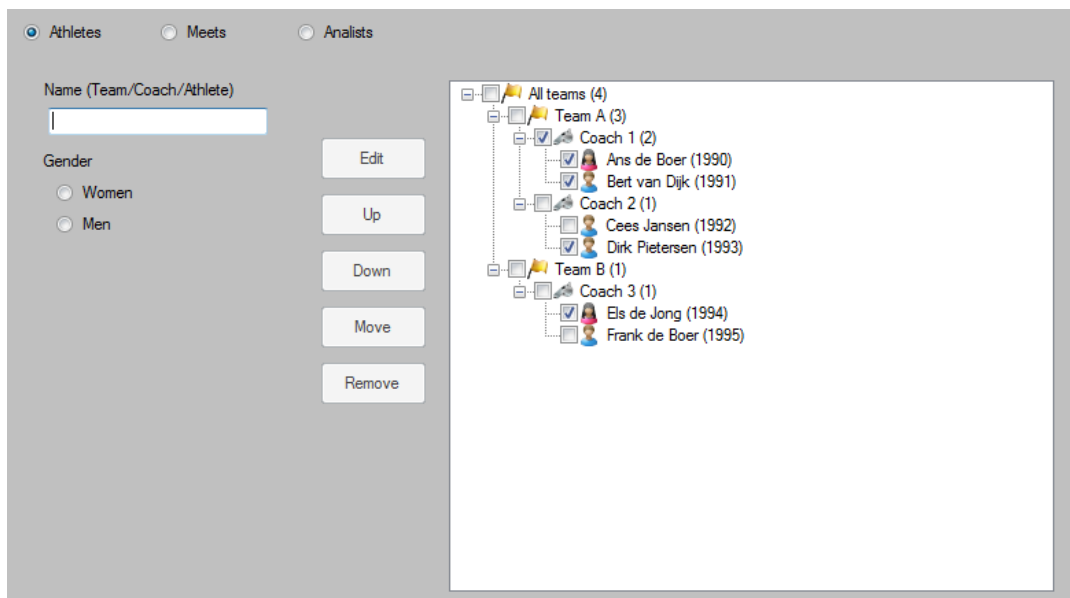 Athletes Meets Analists
Name (Team/Coach/Athlete)
Gender
Women
Men
Edit
Up
Down
Move
Remove
All teams (4)
Team A (3)
Coach 1 (2)
Ans de Boer (1990)
Bert van Dijk (1991)
Coach 2 (1)
Cees Jansen (1992)
Dirk Pietersen (1993)
Team B (1)
Coach 3 (1)
Els de Jong (1994)
Frank de Boer (1995)